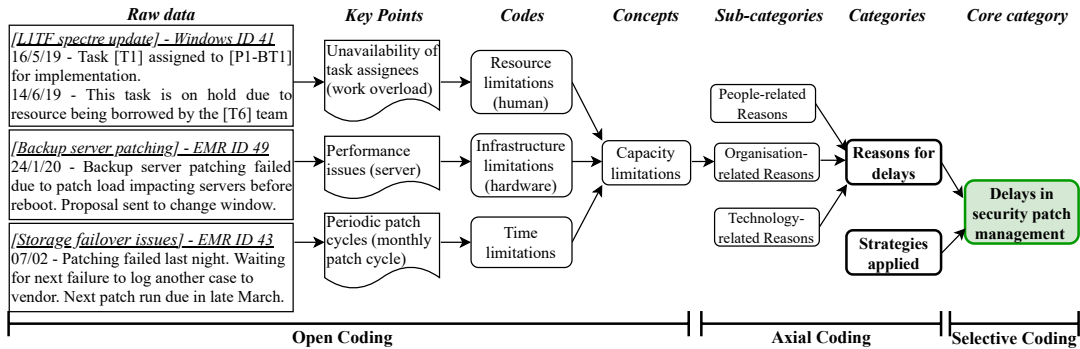 Raw data
Key Points
Codes
Concepts
Sub-categories
Categories
Core category
[L1TF spectre update] - Windows ID 41
16/5/19 - Task [T1] assigned to [P1-BT1]
for implementation.
14/6/19 - This task is on hold due to
resource being borrowed by the [T6] team
[Backup server patching] - EMR ID 49
24/1/20 - Backup server patching failed
due to patch load impacting servers before
reboot. Proposal sent to change window.
[Storage failover issues] - EMR ID 43
07/02 - Patching failed last night. Waiting
for next failure to log another case to
vendor. Next patch run due in late March.
Unavailability of
task assignees
(work overload)
Performance
issues (server)
Periodic patch
cycles (monthly
patch cycle)
Resource
limitations
(human)
Infrastructure
limitations
(hardware)
Time
limitations
Capacity
limitations
People-related
Reasons
Organisation-
related Reasons
Technology-
related Reasons
Reasons for
delays
Strategies
applied
Delays in
security patch
management
Open Coding
Axial Coding
Selective Coding